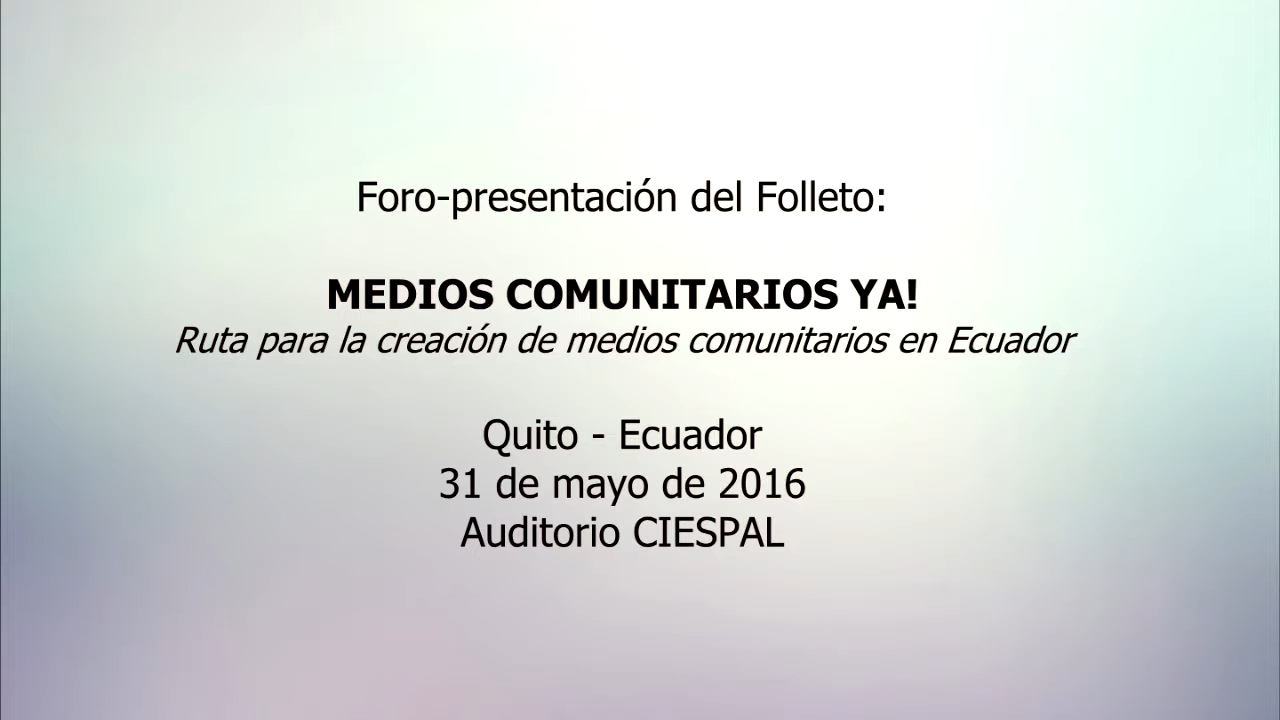 Foro-presentación del Folleto:
MEDIOS COMUNITARIOS YA!
Ruta para la creación de medios comunitarios en Ecuador
Quito - Ecuador
31 de mayo de 2016
Auditorio CIESPAL